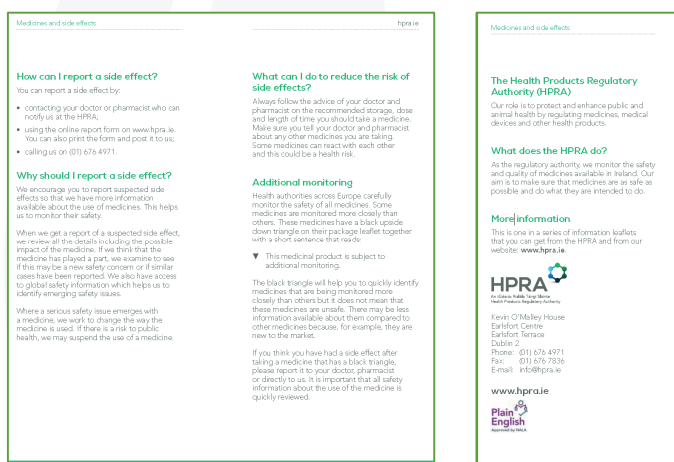 Medicines and side effects
hpra.ie
How can I report a side effect?
You can report a side effect by:
• contacting your doctor or pharmacist who can
notify us at the HPRA;
• using the online report form on www.hpra.ie.
You can also print the form and post it to us;
• calling us on (01) 676 4971.
Why should I report a side effect?
We encourage you to report suspected side
effects so that we have more information
available about the use of medicines. This helps
us to monitor their safety.
When we get a report of a suspected side effect,
we review all the details including the possible
impact of the medicine. If we think that the
medicine has played a part, we examine to see
if this may be a new safety concern or if similar
cases have been reported. We also have access
to global safety information which helps us to
identify emerging safety issues.
Where a serious safety issue emerges with
a medicine, we work to change the way the
medicine is used. If there is a risk to public
health, we may suspend the use of a medicine.
What can I do to reduce the risk of
side effects?
Always follow the advice of your doctor and
pharmacist on the recommended storage, dose
and length of time you should take a medicine.
Make sure you tell your doctor and pharmacist
about any other medicines you are taking.
Some medicines can react with each other
and this could be a health risk.
Additional monitoring
Health authorities across Europe carefully
monitor the safety of all medicines. Some
medicines are monitored more closely than
others. These medicines have a black upside
down triangle on their package leaflet together
with a short sentence that reads:
▼ This medicinal product is subject to
additional monitoring.
The black triangle will help you to quickly identify
medicines that are being monitored more
closely than others but it does not mean that
these medicines are unsafe. There may be less
information available about them compared to
other medicines because, for example, they are
new to the market.
If you think you have had a side effect after
taking a medicine that has a black triangle,
please report it to your doctor, pharmacist
or directly to us. It is important that all safety
information about the use of the medicine is
quickly reviewed.
Medicines and side effects
The Health Products Regulatory
Authority (HPRA)
Our role is to protect and enhance public and
animal health by regulating medicines, medical
devices and other health products.
What does the HPRA do?
As the regulatory authority, we monitor the safety
and quality of medicines available in Ireland. Our
aim is to make sure that medicines are as safe as
possible and do what they are intended to do.
More information
This is one in a series of information leaflets
that you can get from the HPRA and from our
website: www.hpra.ie.
HPRA
An tÚdarás Rialála Táirgí Sláinte
Health Products Regulatory Authority
Kevin O'Malley House
Earlsfort Centre
Earlsfort Terrace
Dublin 2
Phone: (01) 676 4971
Fax: (01) 676 7836
E-mail: info@hpra.ie
www.hpra.ie
Plain
English
Approved by NALA